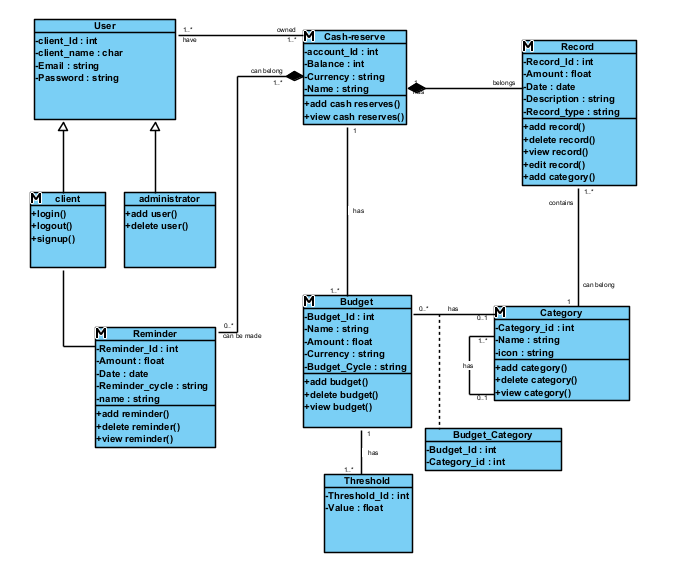 User
-client_Id : int
-client_name : char
-Email : string
-Password : string
1..*
have
owned
1..*
M
Cash-reserve
-account_Id : int
-Balance : int
-Currency : string
-Name : string
+add cash reserves()
+view cash reserves()
can belong
1..*
1
has
belongs
M
Record
-Record_Id : int
-Amount : float
-Date : date
-Description : string
-Record_type : string
+add record()
+delete record()
+view record()
+edit record()
+add category()
M
client
+login()
+logout()
+signup()
administrator
+add user()
+delete user()
1
has
1..*
1..*
contains
can belong
1
M
Reminder
-Reminder_Id : int
-Amount : float
-Date : date
-Reminder_cycle : string
-name : string
+add reminder()
+delete reminder()
+view reminder()
0..*
can be made
M
Budget
-Budget_Id : int
-Name : string
-Amount : float
-Currency : string
-Budget_Cycle : string
+add budget()
+delete budget()
+view budget()
0..*
has
0..1
M
Category
-Category_id : int
-Name : string
-icon : string
+add category()
+delete category()
+view category()
1..*
has
0..1
Budget_Category
-Budget_Id : int
-Category_id : int
1
has
1..*
Threshold
-Threshold_Id : int
-Value : float